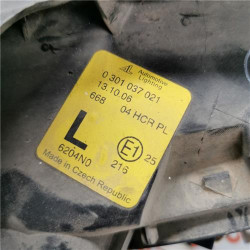 AL Automotive
Lighting
0 301 037 021
13.10.06
668 04 HCR PL
L
E1 25
6204N0 216
Made in Czech Republic